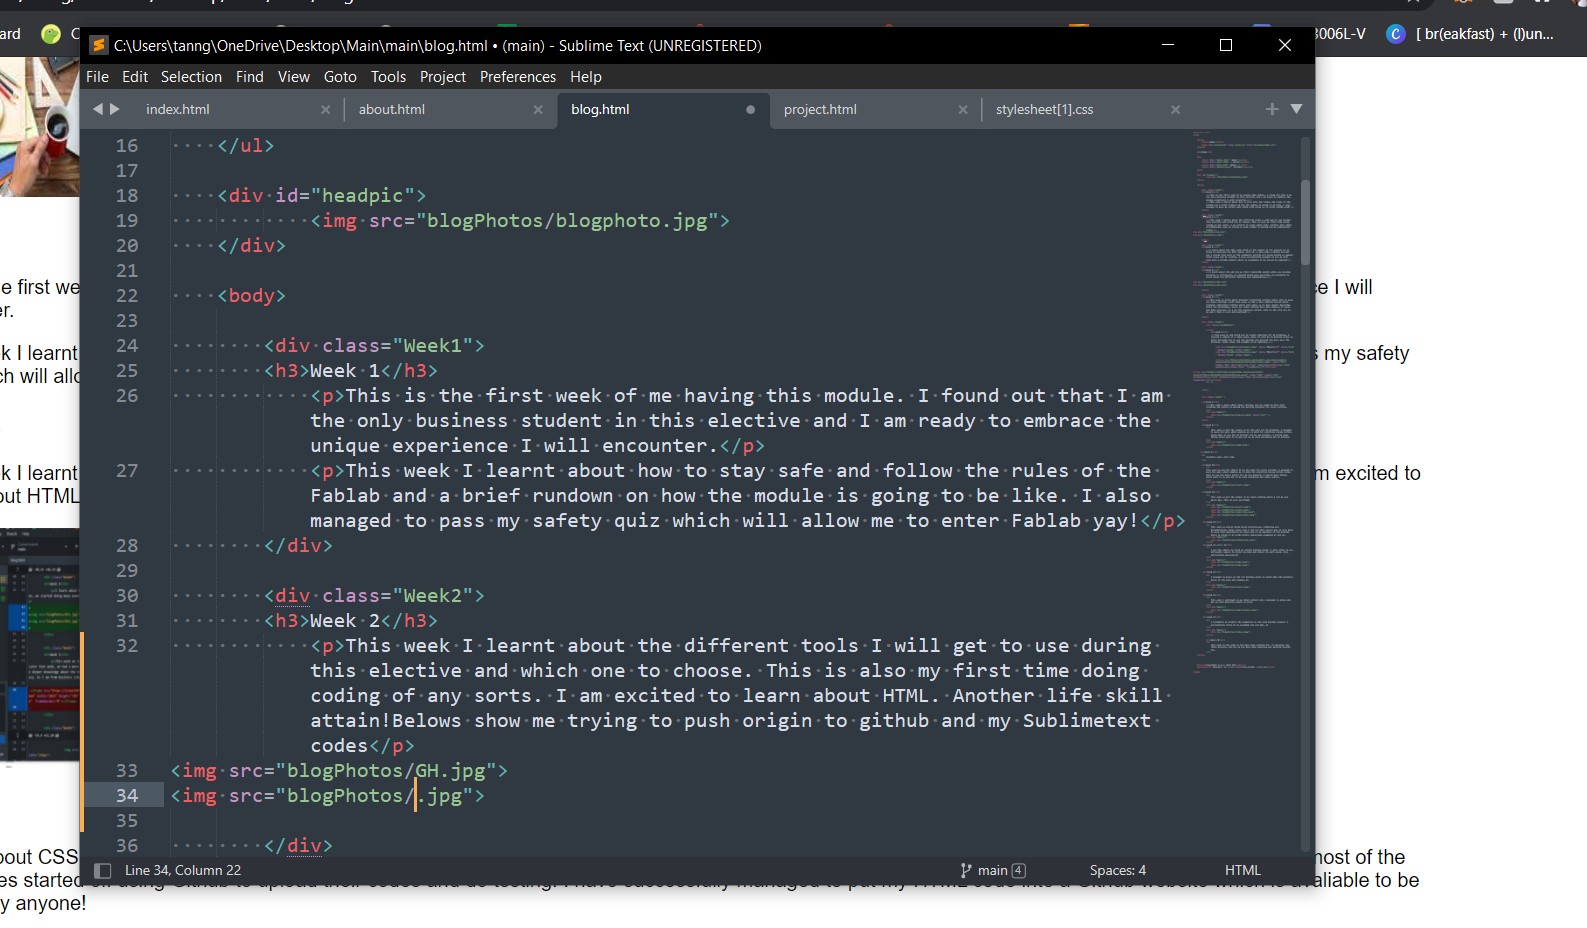 ard
3006L-V
[ br(eakfast) + (l)un...
C:\Users\tanng\OneDrive\Desktop\Main\main\blog.html • (main) - Sublime Text (UNREGISTERED)
File Edit Selection Find View Goto Tools Project Preferences Help
index.html about.html blog.html project.html stylesheet[1].css
16 </ul>
17
18 <div id="headpic">
19 <img src="blogPhotos/blogphoto.jpg">
20 </div>
21
22 <body>
23
24 <div class="Week1">
25 <h3>Week 1</h3>
26 <p>This is the first week of me having this module. I found out that I am
the only business student in this elective and I am ready to embrace the
unique experience I will encounter.</p>
27 <p>This week I learnt about how to stay safe and follow the rules of the
Fablab and a brief rundown on how the module is going to be like. I also
managed to pass my safety quiz which will allow me to enter Fablab yay!</p>
28 </div>
29
30 <div class="Week2">
31 <h3>Week 2</h3>
32 <p>This week I learnt about the different tools I will get to use during
this elective and which one to choose. This is also my first time doing
coding of any sorts. I am excited to learn about HTML. Another life skill
attain!Belows show me trying to push origin to github and my Sublimetext
codes</p>
33 <img src="blogPhotos/GH.jpg">
34 <img src="blogPhotos/.jpg">
35
36 </div>
Line 34, Column 22 main 4 Spaces: 4 HTML
e first we
ce I will
er.
k I learnt
s my safety
ch will allo
k I learnt
m excited to
out HTML
bout CSS
most of the
es started
avaliable to be
y anyone!